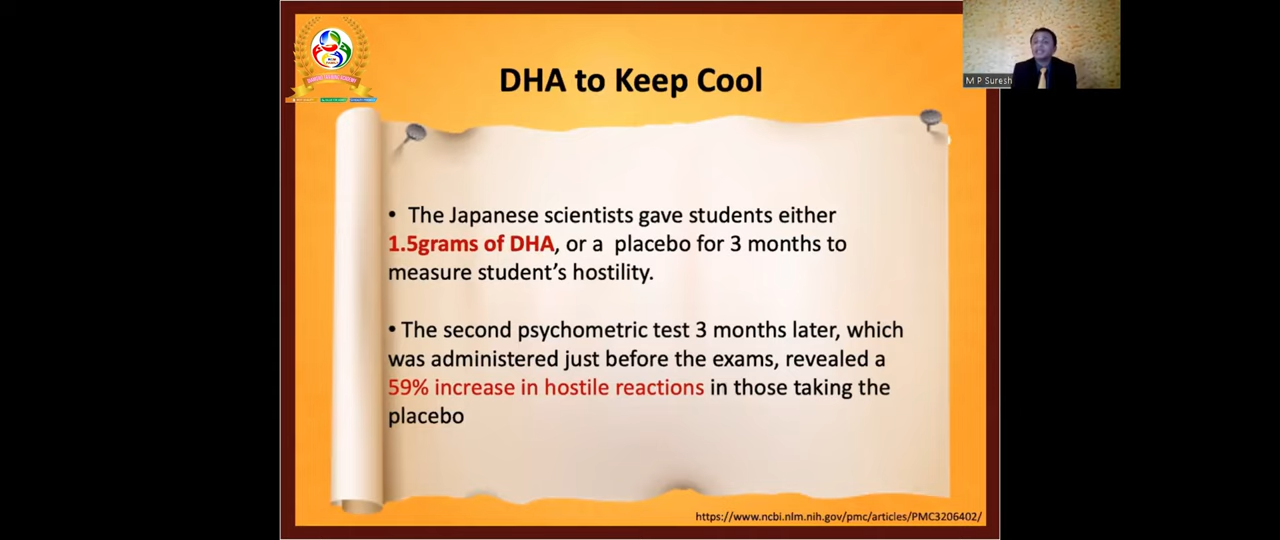 DHA to Keep Cool
M P Suresh
• The Japanese scientists gave students either
1.5grams of DHA, or a placebo for 3 months to
measure student's hostility.
• The second psychometric test 3 months later, which
was administered just before the exams, revealed a
59% increase in hostile reactions in those taking the
placebo
https://www.ncbi.nlm.nih.gov/pmc/articles/PMC3206402/